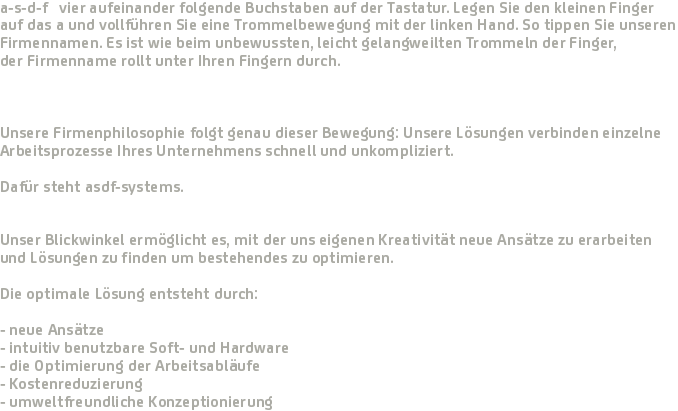 a-s-d-f vier aufeinander folgende Buchstaben auf der Tastatur. Legen Sie den kleinen Finger
auf das a und vollführen Sie eine Trommelbewegung mit der linken Hand. So tippen Sie unseren
Firmennamen. Es ist wie beim unbewussten, leicht gelangweilten Trommeln der Finger,
der Firmenname rollt unter Ihren Fingern durch.
Unsere Firmenphilosophie folgt genau dieser Bewegung: Unsere Lösungen verbinden einzelne
Arbeitsprozesse Ihres Unternehmens schnell und unkompliziert.
Dafür steht asdf-systems.
Unser Blickwinkel ermöglicht es, mit der uns eigenen Kreativität neue Ansätze zu erarbeiten
und Lösungen zu finden um bestehendes zu optimieren.
Die optimale Lösung entsteht durch:
- neue Ansätze
- intuitiv benutzbare Soft- und Hardware
- die Optimierung der Arbeitsabläufe
- Kostenreduzierung
- umweltfreundliche Konzeptionierung